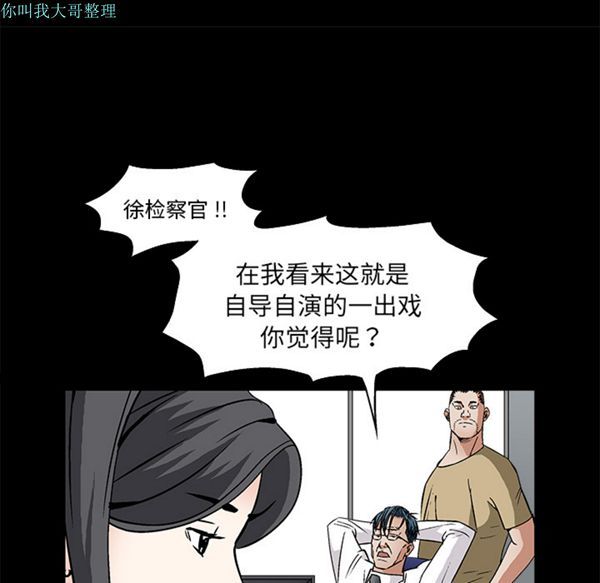 你叫我大哥整理
徐检察官!!
在我看来这就是
自导自演的一出戏
你觉得呢？